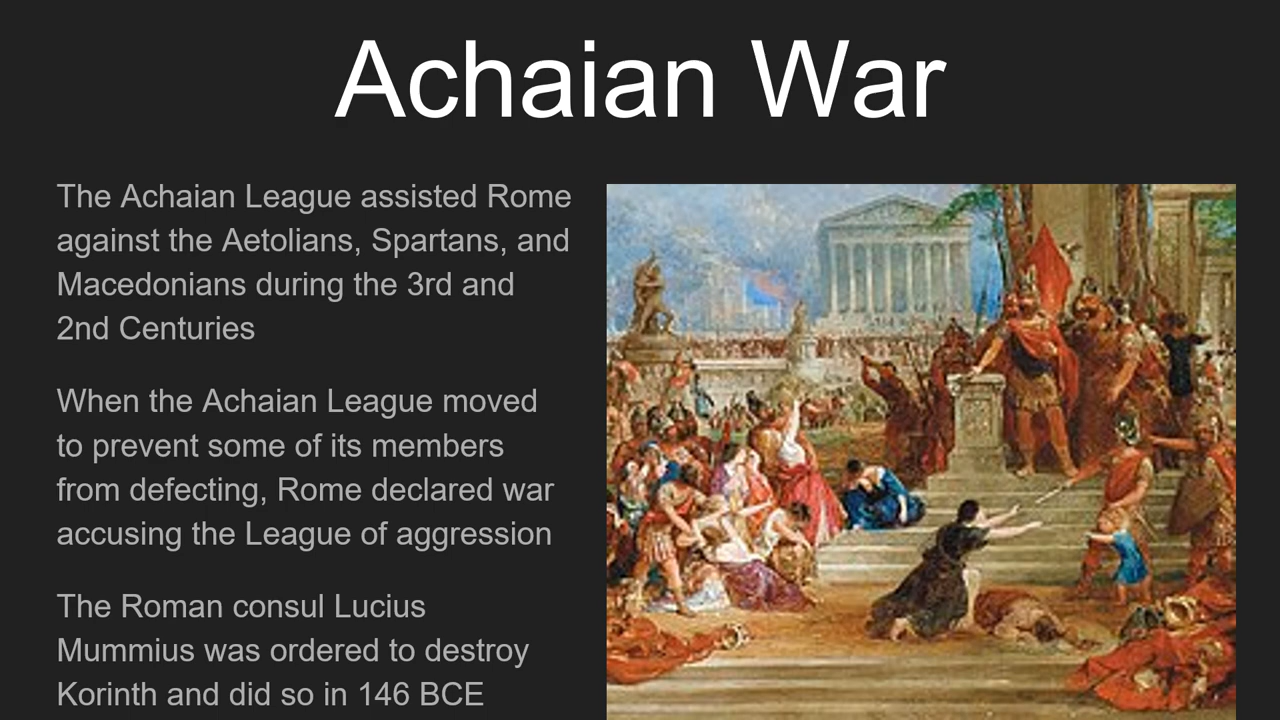 Achaian War
The Achaian League assisted Rome
against the Aetolians, Spartans, and
Macedonians during the 3rd and
2nd Centuries
When the Achaian League moved
to prevent some of its members
from defecting, Rome declared war
accusing the League of aggression
The Roman consul Lucius
Mummius was ordered to destroy
Korinth and did so in 146 BCE